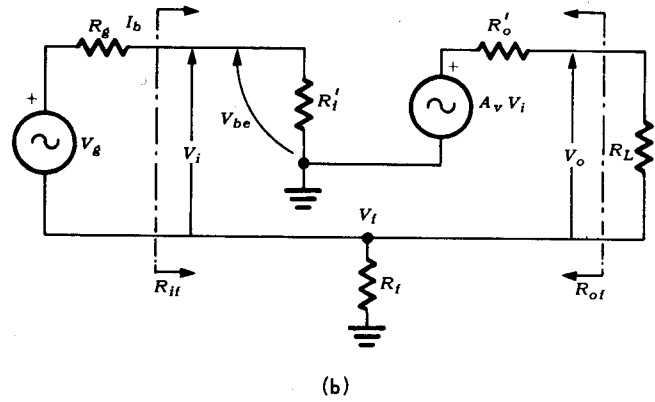 R_g
I_b
R_o'
+
+
V_g
V_i
V_be
R_i'
A_v V_i
V_o
R_L
V_f
R_if
R_f
R_of
(b)